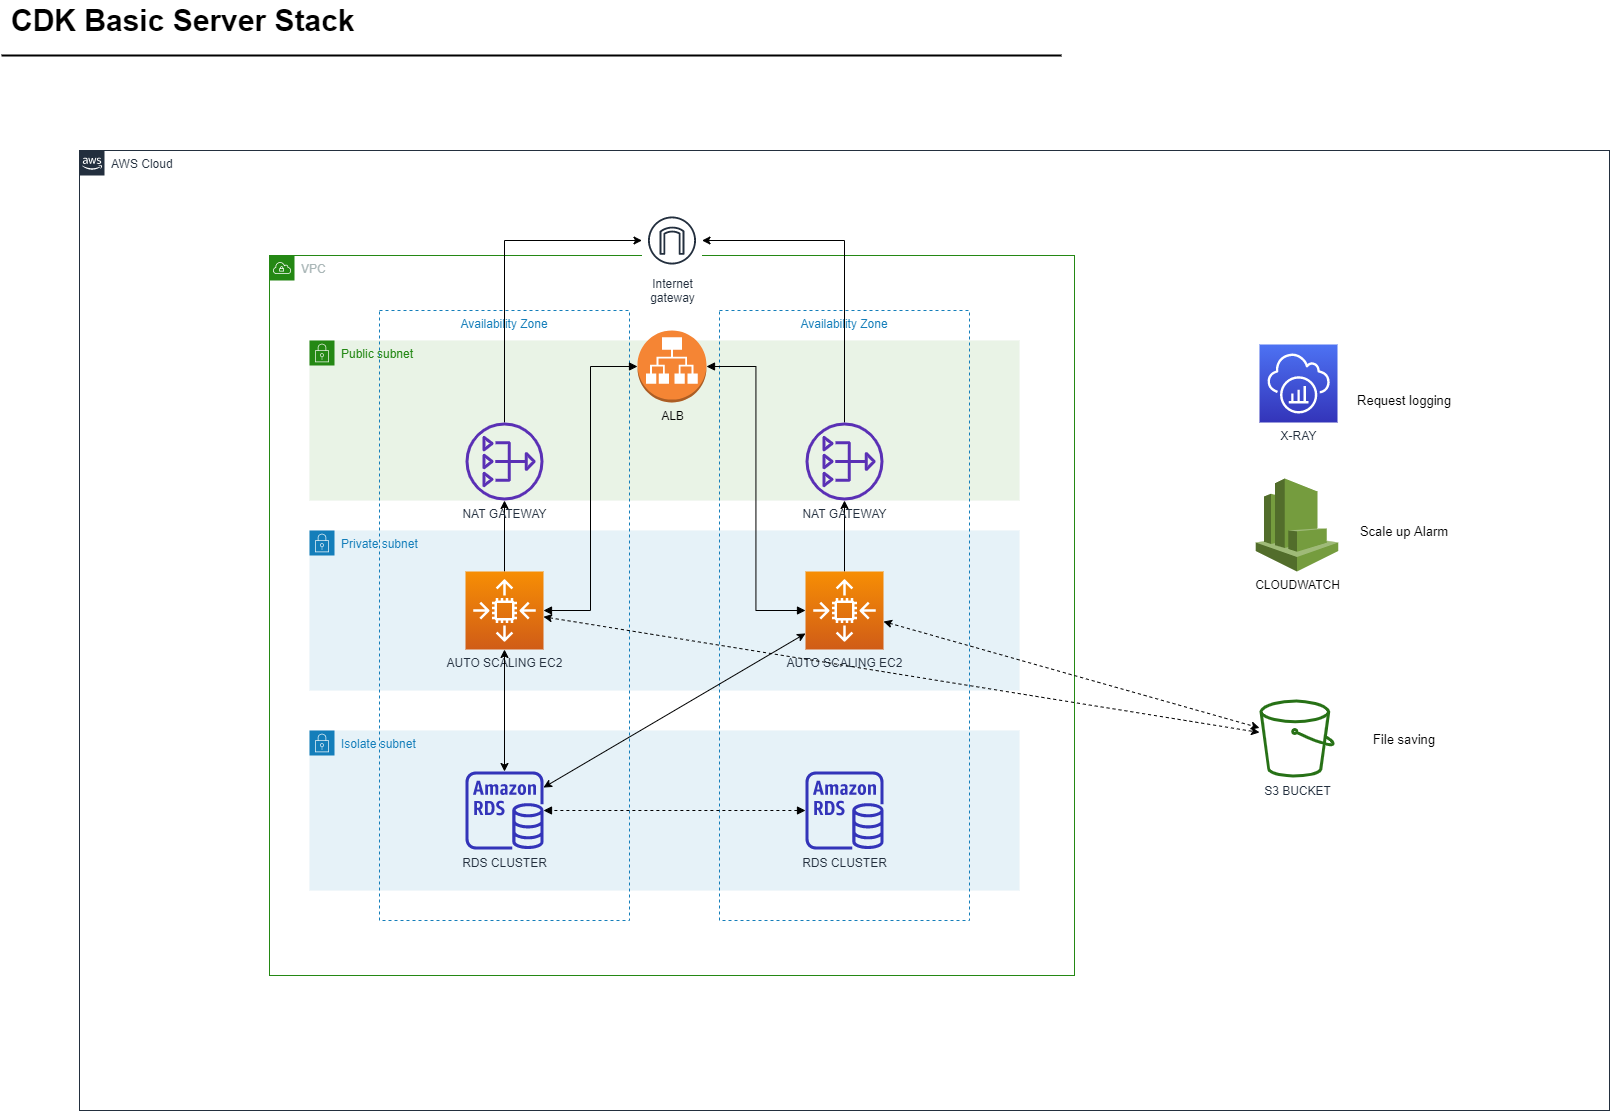 CDK Basic Server Stack
aws
AWS Cloud
VPC
Internet
gateway
Availability Zone
Availability Zone
Public subnet
ALB
Request logging
X-RAY
NAT GATEWAY
NAT GATEWAY
Private subnet
Scale up Alarm
CLOUDWATCH
AUTO SCALING EC2
AUTO SCALING EC2
Isolate subnet
File saving
S3 BUCKET
Amazon
RDS
Amazon
RDS
RDS CLUSTER
RDS CLUSTER